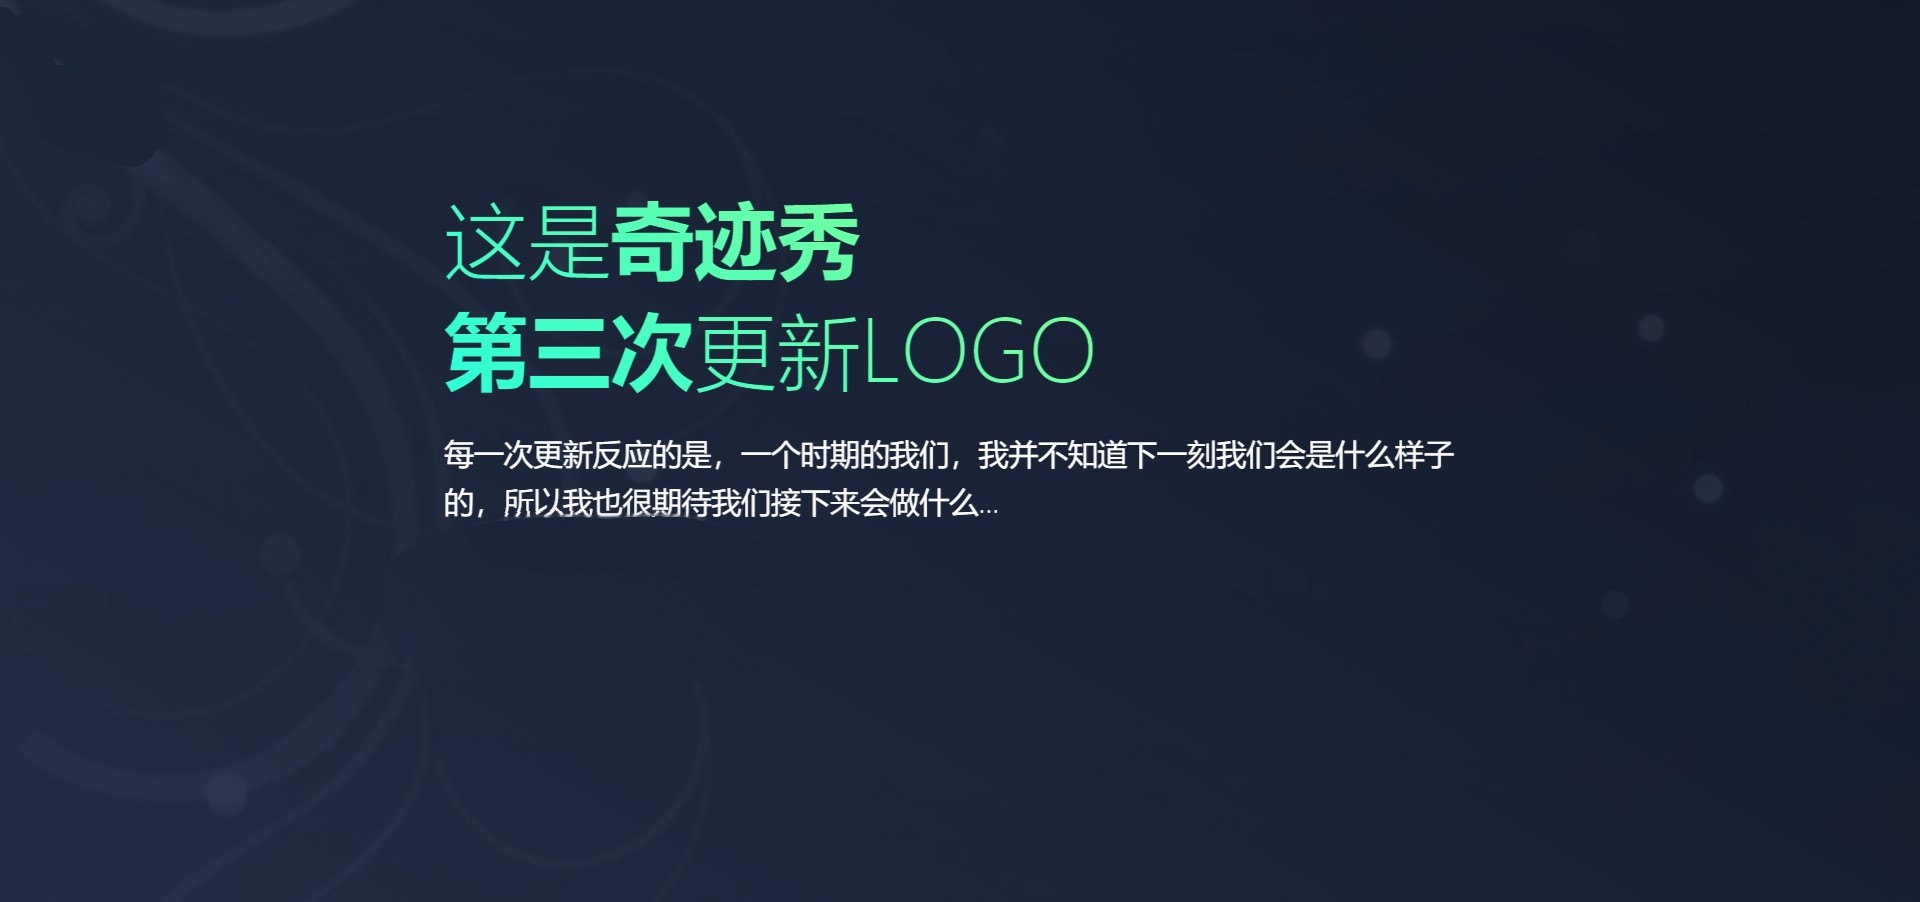 这是奇迹秀
第三次更新LOGO
每一次更新反应的是，一个时期的我们，我并不知道下一刻我们会是什么样子
的，所以我也很期待我们接下来会做什么...